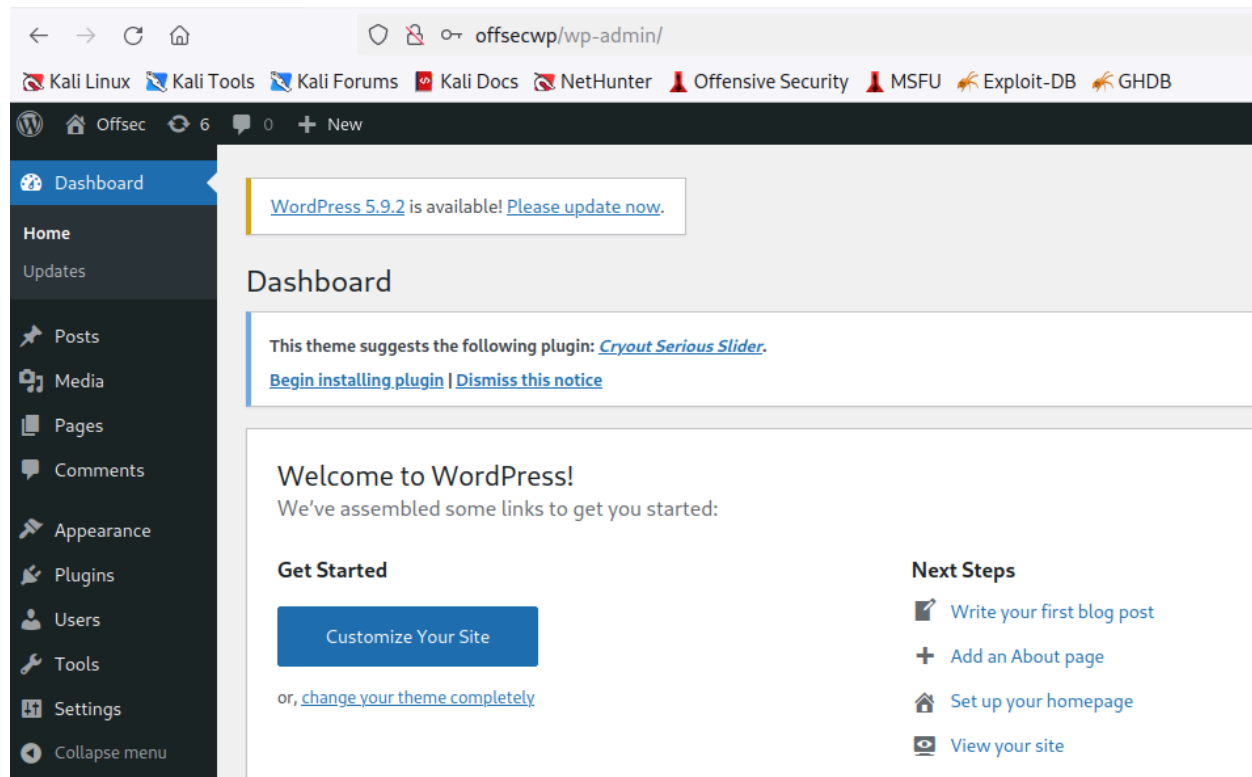 offsecwp/wp-admin/
Kali Linux Kali Tools Kali Forums Kali Docs NetHunter Offensive Security MSFU Exploit-DB GHDB
Offsec 6 0 New
Dashboard
Home
Updates
Posts
Media
Pages
Comments
Appearance
Plugins
Users
Tools
Settings
Collapse menu
WordPress 5.9.2 is available! Please update now.
Dashboard
This theme suggests the following plugin: Cryout Serious Slider.
Begin installing plugin | Dismiss this notice
Welcome to WordPress!
We've assembled some links to get you started:
Get Started
Customize Your Site
or, change your theme completely
Next Steps
Write your first blog post
Add an About page
Set up your homepage
View your site